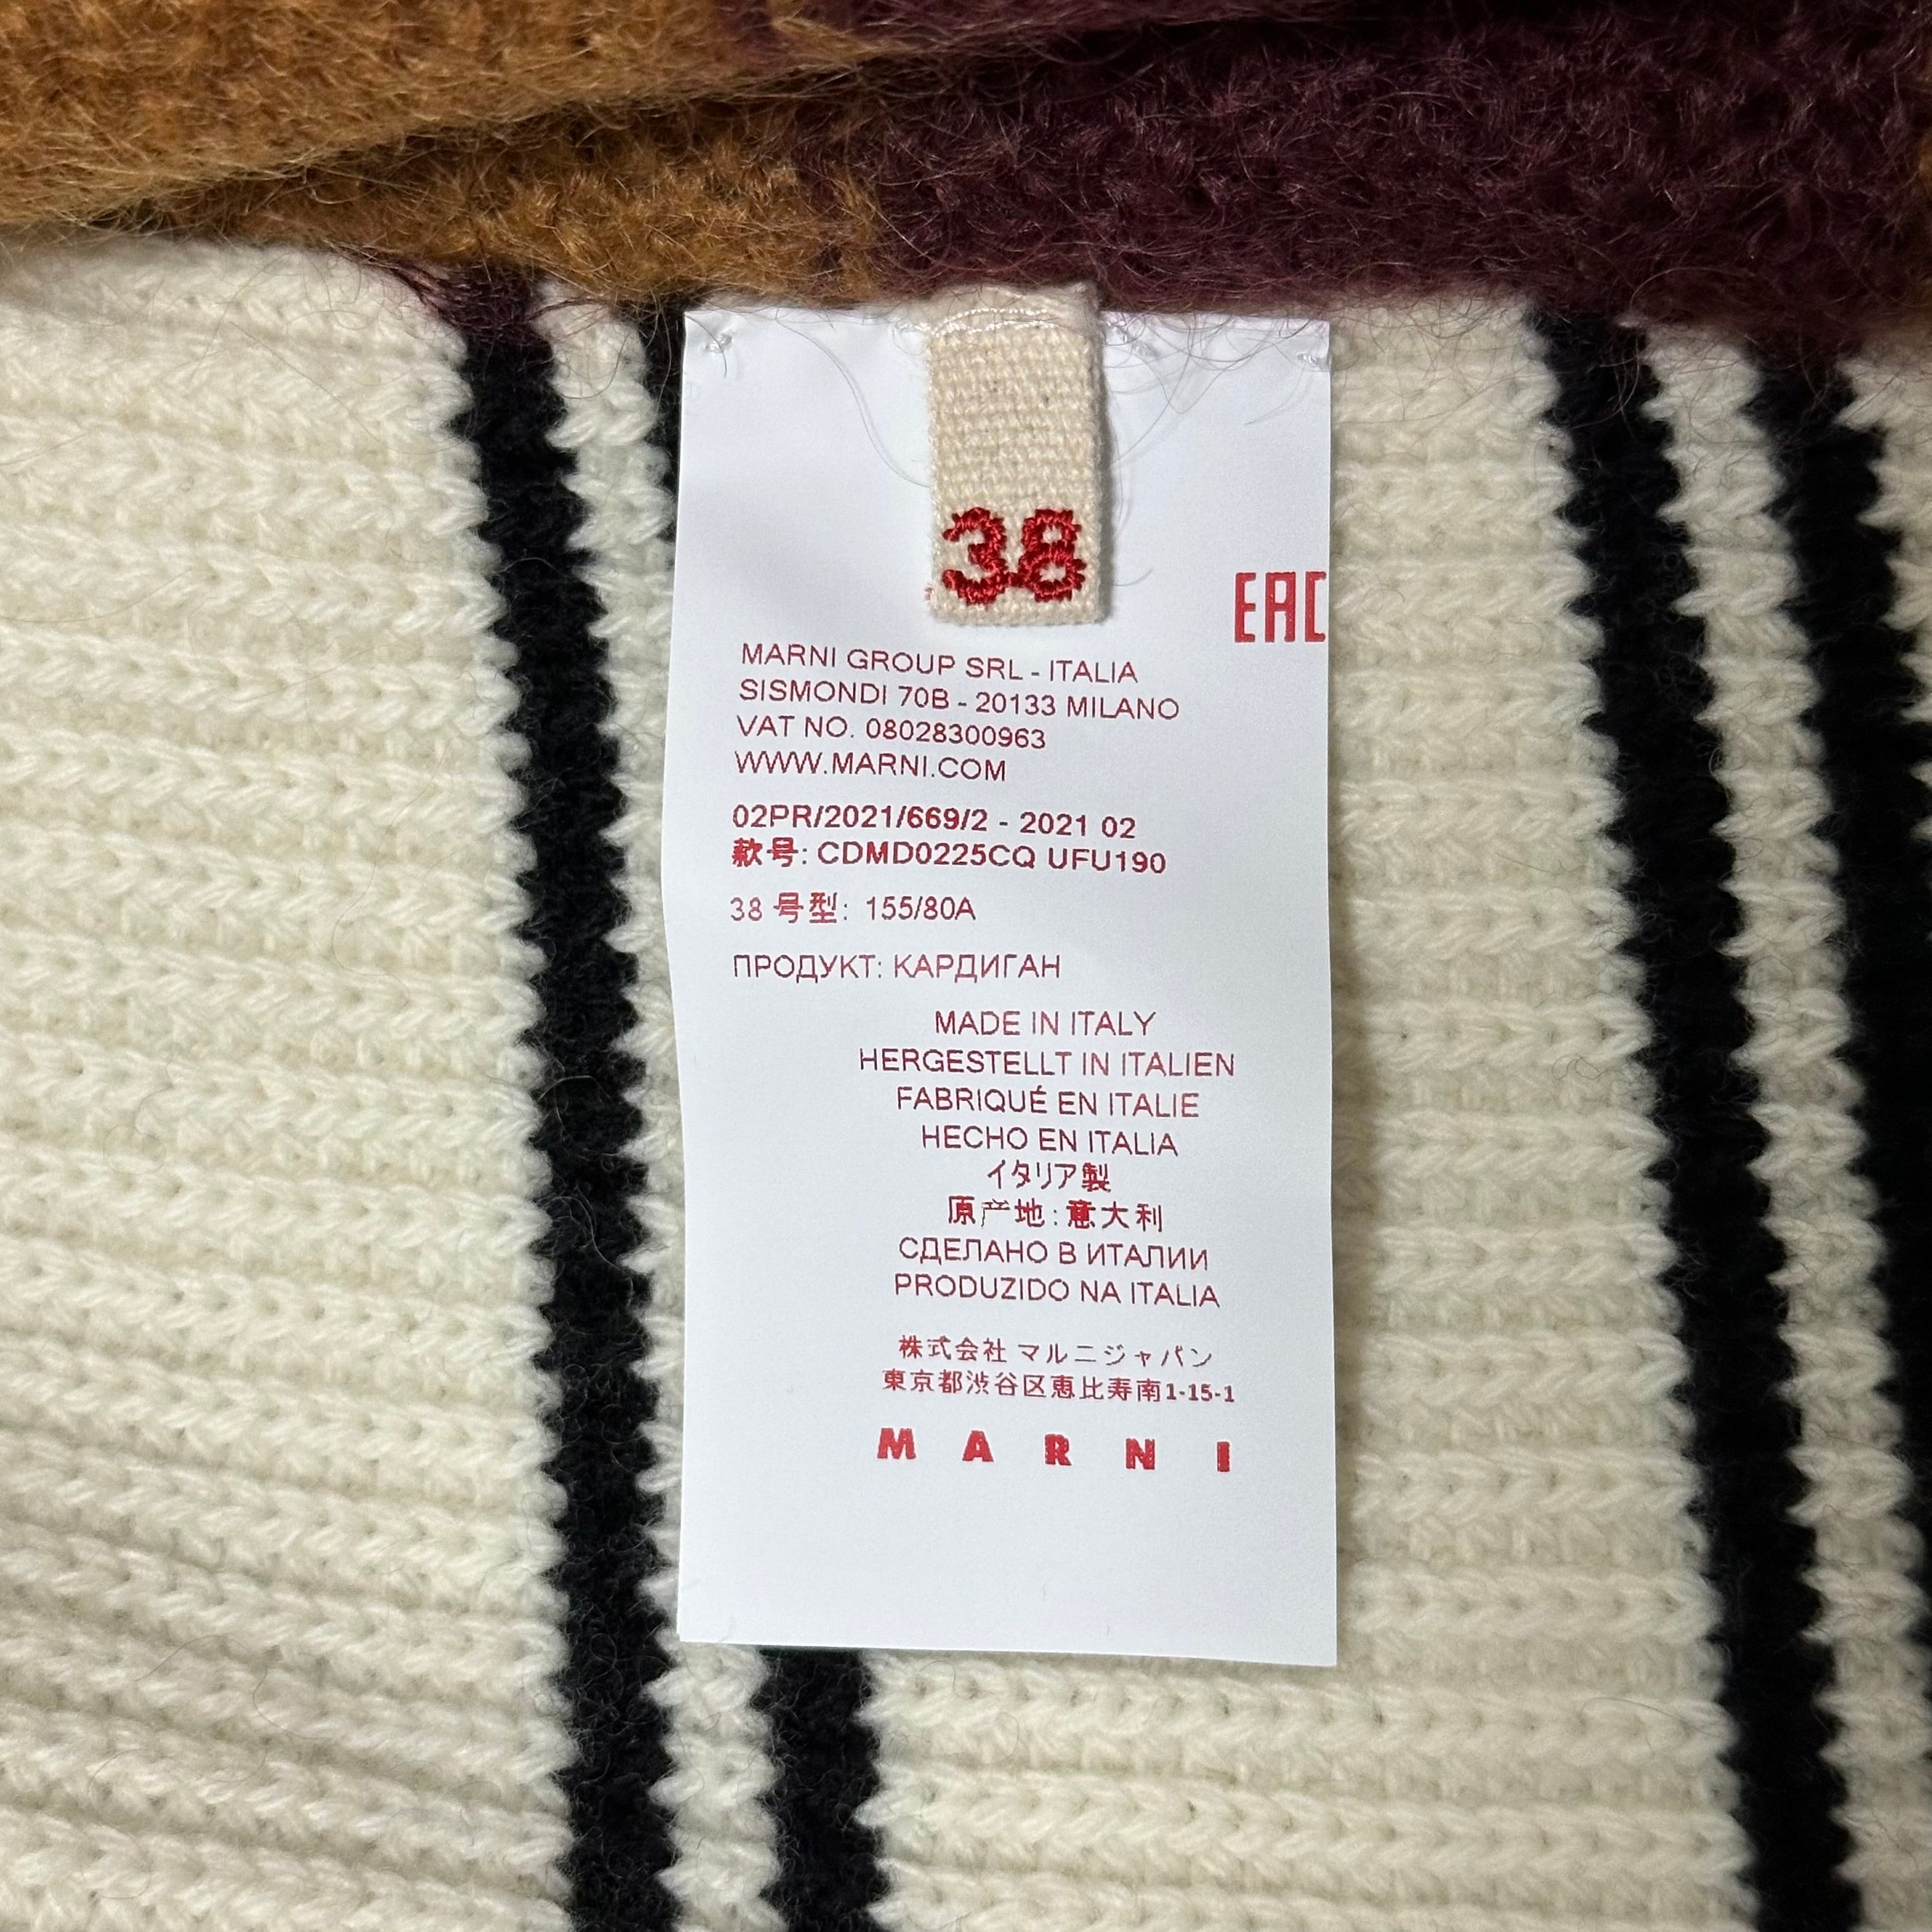 38
EAC
MARNI GROUP SRL - ITALIA
SISMONDI 70B - 20133 MILANO
VAT NO. 08028300963
WWW.MARNI.COM
02PR/2021/669/2 - 2021 02
款号: CDMD0225CQ UFU190
38 号型: 155/80A
ПРОДУКТ: КАРДИГАН
MADE IN ITALY
HERGESTELLT IN ITALIEN
FABRIQUÉ EN ITALIE
HECHO EN ITALIA
イタリア製
原产地: 意大利
СДЕЛАНО В ИТАЛИИ
PRODUZIDO NA ITALIA
株式会社 マルニジャパン
東京都渋谷区恵比寿南1-15-1
MARNI